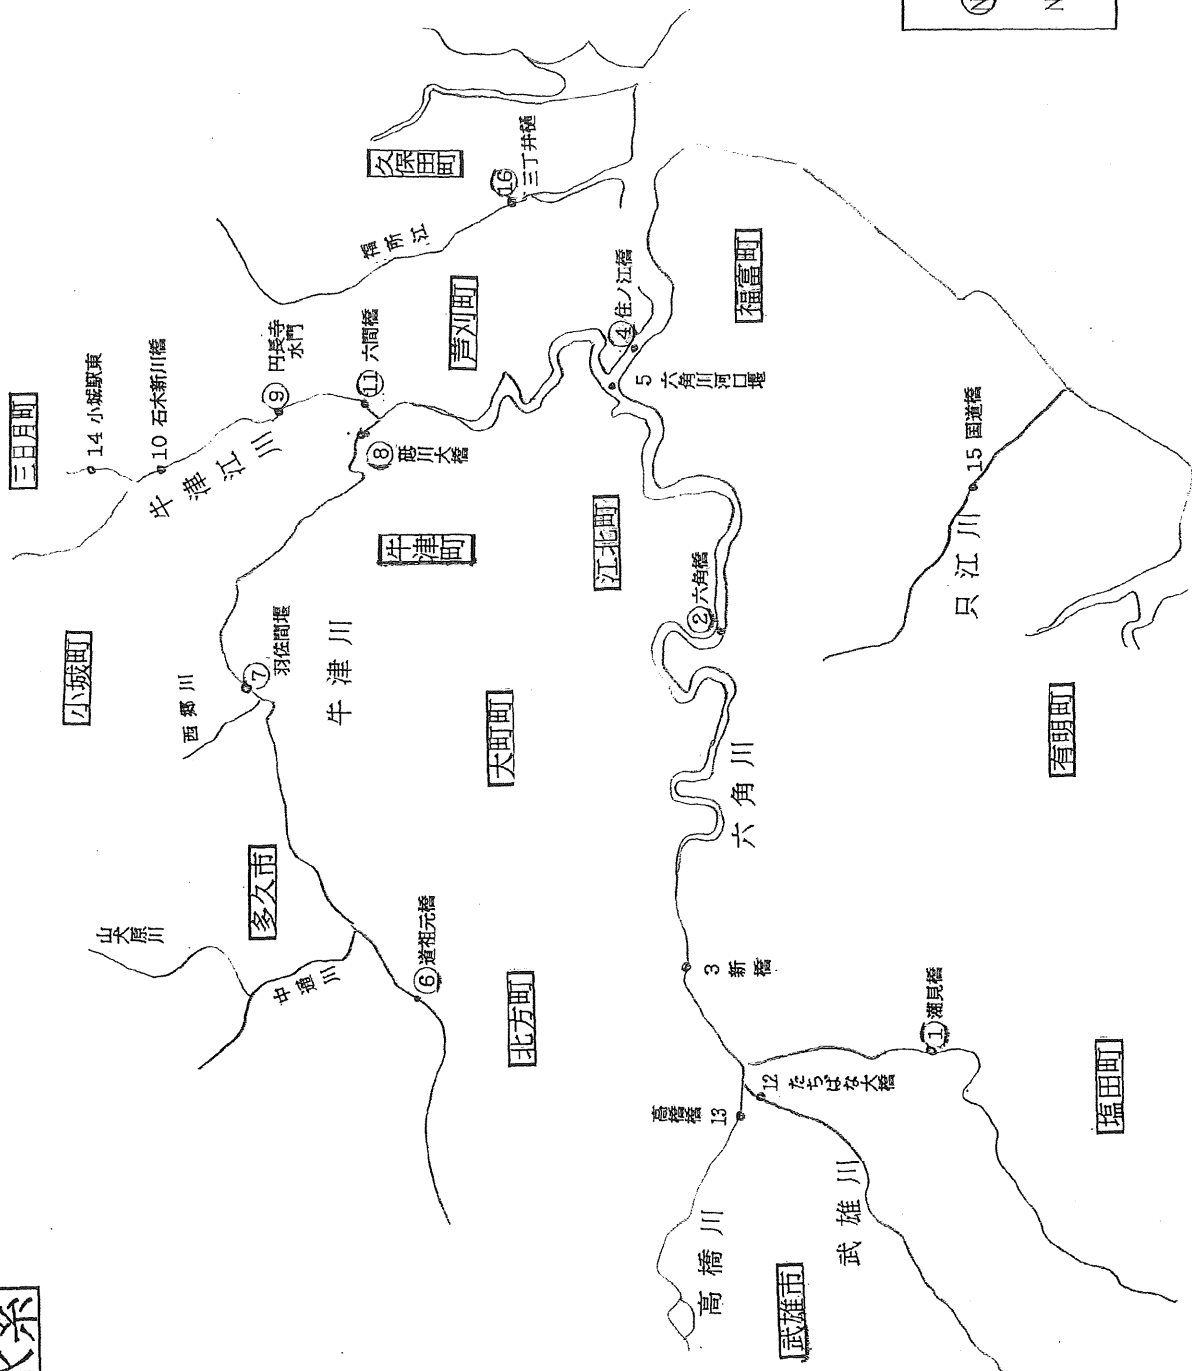 水系
N
N
三日月町
14 小城駅東
10 石木新川橋
牛津江川
⑨ 円長寺
水門
⑪ 六間橋
久保田町
⑯ 三丁井樋
福所江
芦刈町
④ 住ノ江橋
福富町
5 六角川
河口堰
⑧ 砥川
大橋
牛津
町
江北町
② 六角橋
15 国道橋
只江川
小城町
⑦ 羽佐間堰
西郷川
牛津川
大町町
六角川
有明町
山犬
原川
多久市
中通川
⑥ 道祖元橋
北方町
3 新
橋
① 潮見橋
12 たちばな
大橋
高橋
橋
13
塩田町
高橋川
武雄川
武雄市